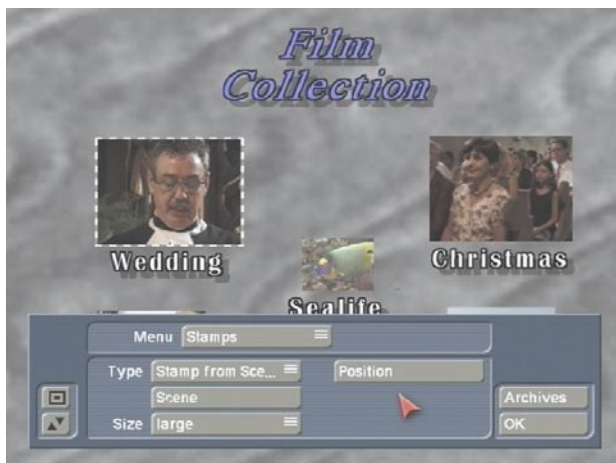 Film
Collection
Wedding
Christmas
Sealife
Menu Stamps
Type Stamp from Sce...
Position
Scene
Archives
Size large
OK